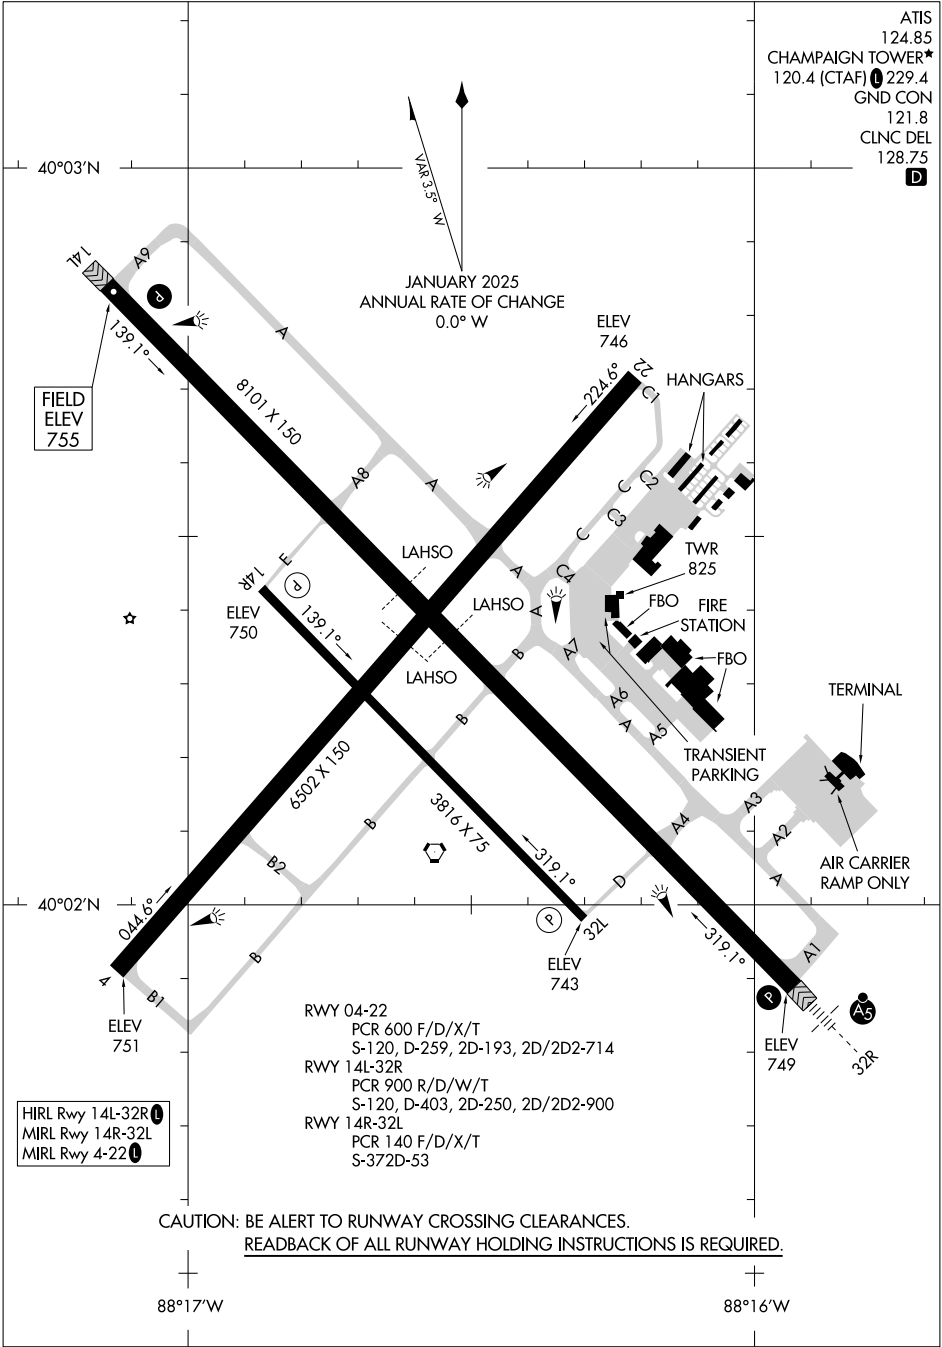 ATIS
124.85
CHAMPAIGN TOWER★
120.4 (CTAF) L 229.4
GND CON
121.8
CLNC DEL
128.75
D
40°03'N
VAR 3.5° W
JANUARY 2025
ANNUAL RATE OF CHANGE
0.0° W
14L
A9
P
139.1°
A
FIELD
ELEV
755
8101 X 150
ELEV
746
22
224.6°
C1
HANGARS
A8
A
C
C2
C3
C
E
LAHSO
TWR
825
14R
P
A
C4
ELEV
750
139.1°
LAHSO
A
FBO
FIRE
STATION
B
A7
FBO
LAHSO
A6
TERMINAL
B
A
A5
TRANSIENT
PARKING
6502 X 150
3816 X 75
B
A4
A3
A2
319.1°
B2
D
A
AIR CARRIER
RAMP ONLY
40°02'N
044.6°
P
32L
319.1°
B
A1
4
B1
ELEV
743
P
A5
ELEV
751
ELEV
749
32R
RWY 04-22
PCR 600 F/D/X/T
S-120, D-259, 2D-193, 2D/2D2-714
RWY 14L-32R
PCR 900 R/D/W/T
S-120, D-403, 2D-250, 2D/2D2-900
RWY 14R-32L
PCR 140 F/D/X/T
S-372D-53
HIRL Rwy 14L-32R L
MIRL Rwy 14R-32L
MIRL Rwy 4-22 L
CAUTION: BE ALERT TO RUNWAY CROSSING CLEARANCES.
READBACK OF ALL RUNWAY HOLDING INSTRUCTIONS IS REQUIRED.
88°17'W
88°16'W